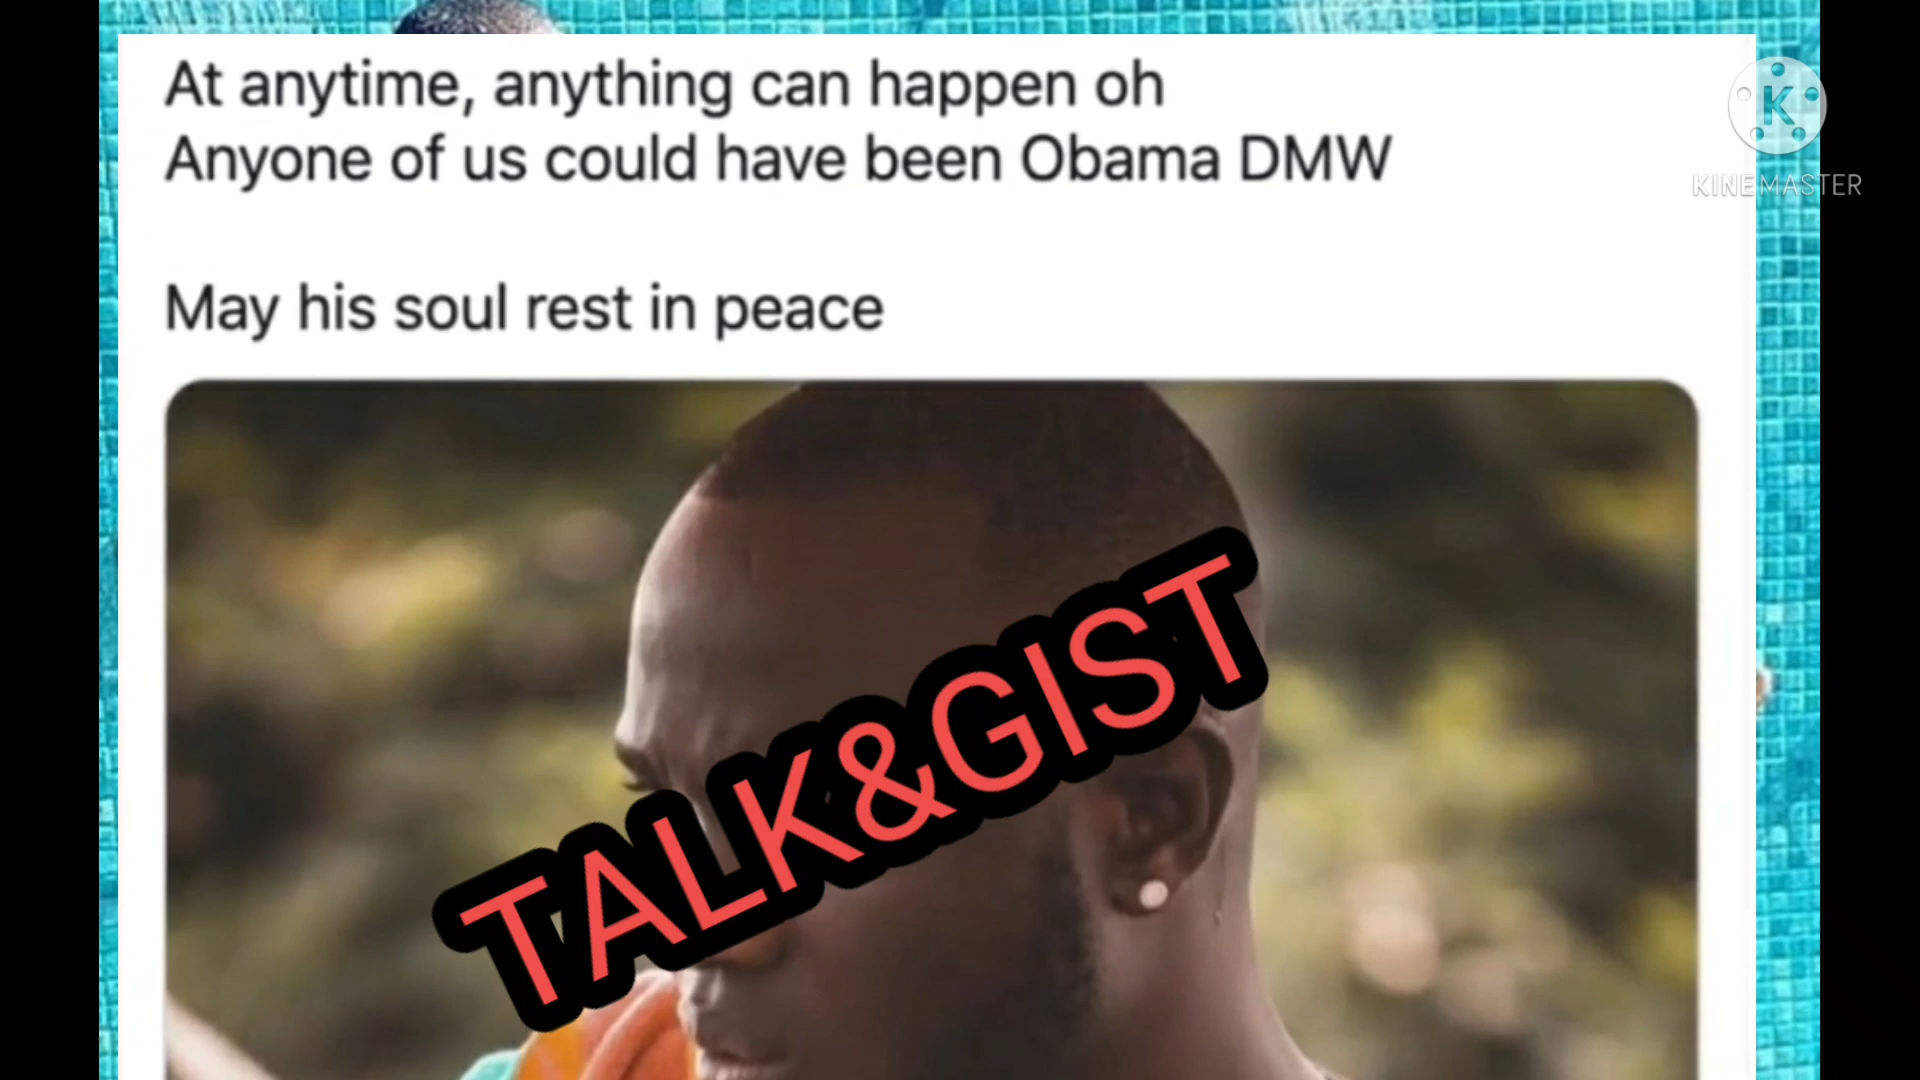 At anytime, anything can happen oh
Anyone of us could have been Obama DMW
May his soul rest in peace
K
KINEMASTER
TALK&GIST